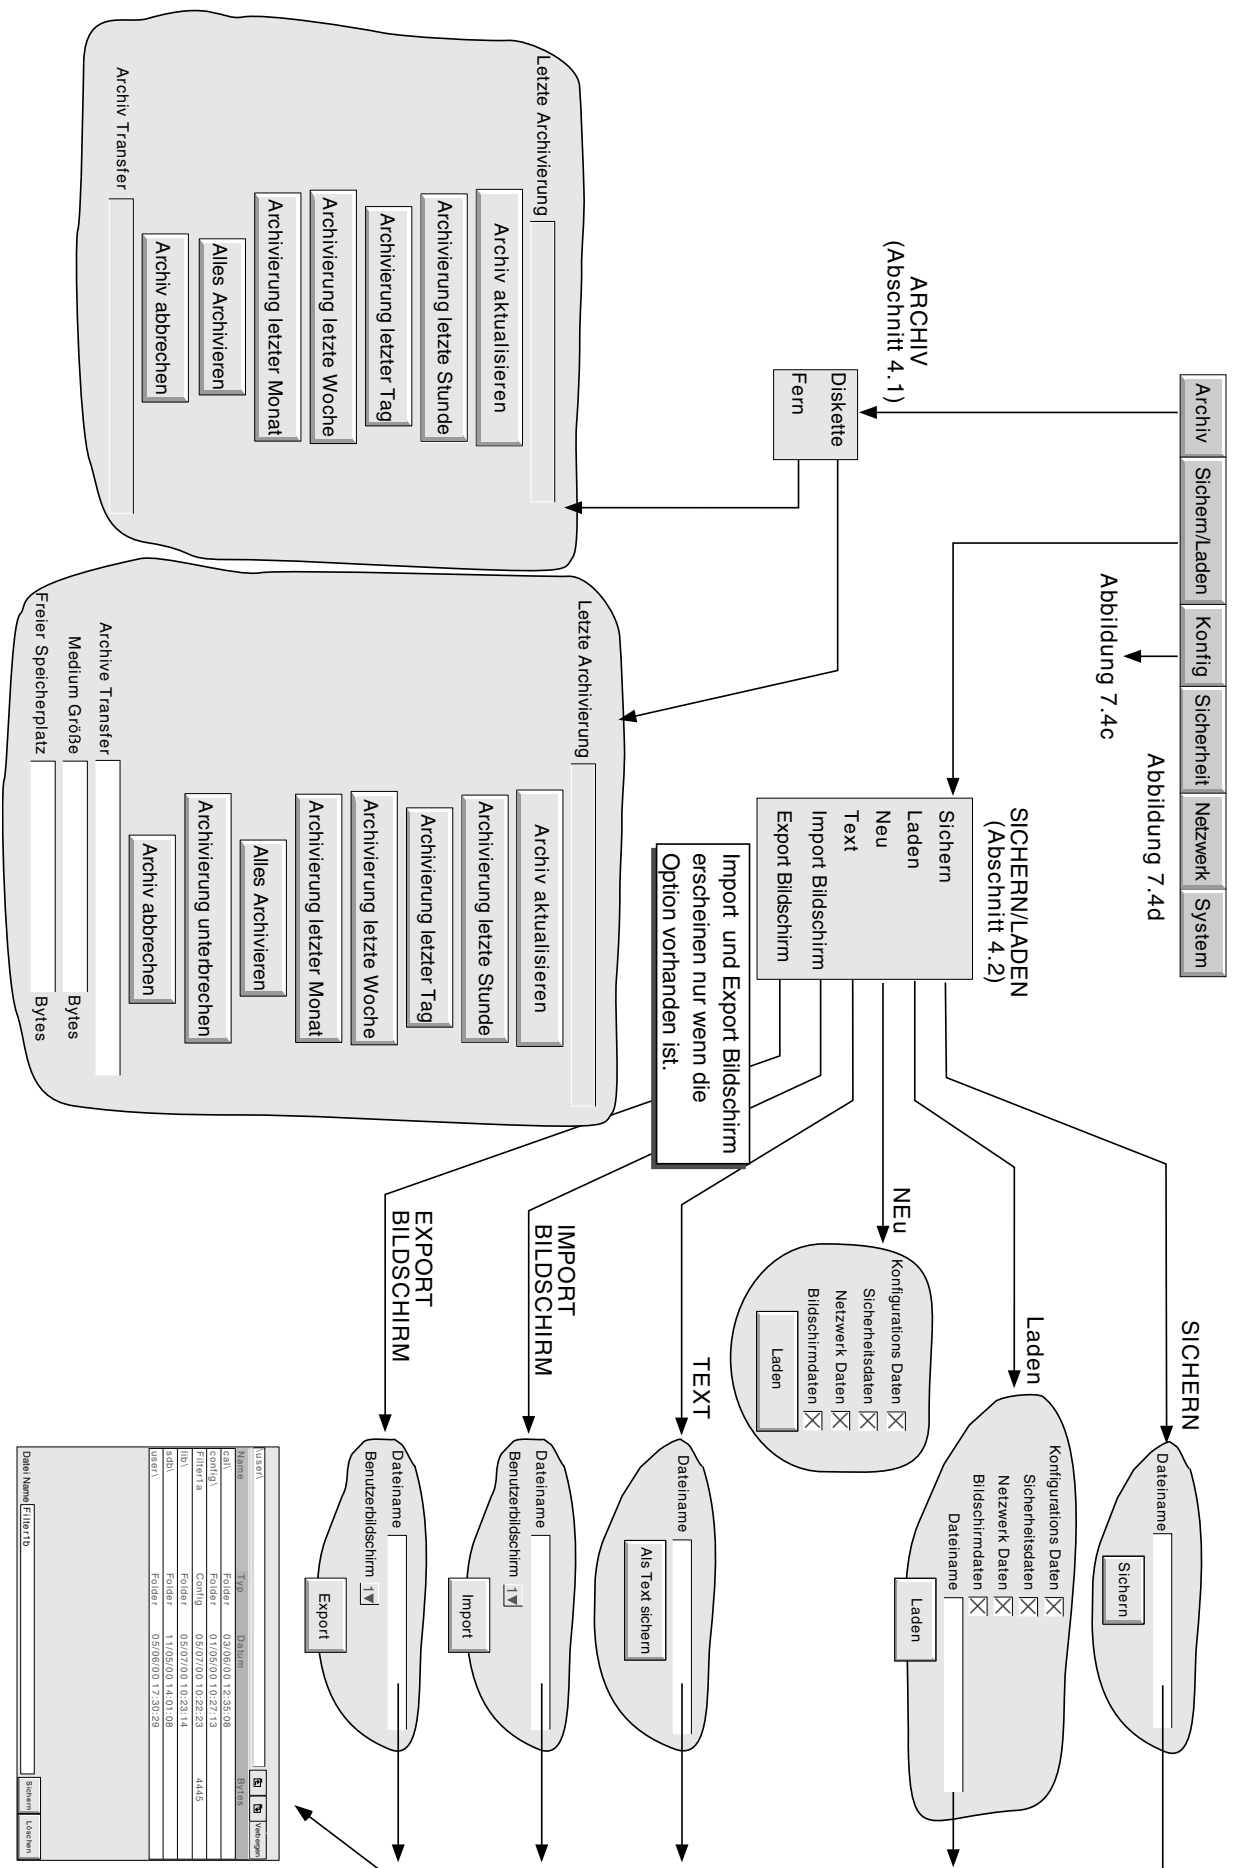 Archiv
Sichern/Laden
Konfig
Sicherheit
Netzwerk
System
Abbildung 7.4c
Abbildung 7.4d
ARCHIV
(Abschnitt 4.1)
Diskette
Fern
SICHERN/LADEN
(Abschnitt 4.2)
Sichern
Laden
Neu
Text
Import Bildschirm
Export Bildschirm
Import und Export Bildschirm
erscheinen nur wenn die
Option vorhanden ist.
Letzte Archivierung
Archiv aktualisieren
Archivierung letzte Stunde
Archivierung letzter Tag
Archivierung letzte Woche
Archivierung letzter Monat
Alles Archivieren
Archiv abbrechen
Archiv Transfer
Letzte Archivierung
Archiv aktualisieren
Archivierung letzte Stunde
Archivierung letzter Tag
Archivierung letzte Woche
Archivierung letzter Monat
Alles Archivieren
Archivierung unterbrechen
Archiv abbrechen
Archive Transfer
Medium Größe Bytes
Freier Speicherplatz Bytes
SICHERN
Dateiname
Sichern
Laden
Konfigurations Daten
Sicherheitsdaten
Netzwerk Daten
Bildschirmdaten
Dateiname
Laden
NEu
Konfigurations Daten
Sicherheitsdaten
Netzwerk Daten
Bildschirmdaten
Laden
TEXT
Dateiname
Als Text sichern
IMPORT
BILDSCHIRM
Dateiname
Benutzerbildschirm 1
Import
EXPORT
BILDSCHIRM
Dateiname
Benutzerbildschirm 1
Export
\user\ Verbergen
Name Typ Datum Bytes
cal\ Folder 03/06/00 12:35:08
config\ Folder 01/05/00 10:27:13
Filter1a Config 05/07/00 10:22:23 4445
lib\ Folder 05/07/00 10:23:14
sdb\ Folder 11/05/00 14:01:08
user\ Folder 05/06/00 17:30:29
Datei Name Filter1b Sichern Löschen